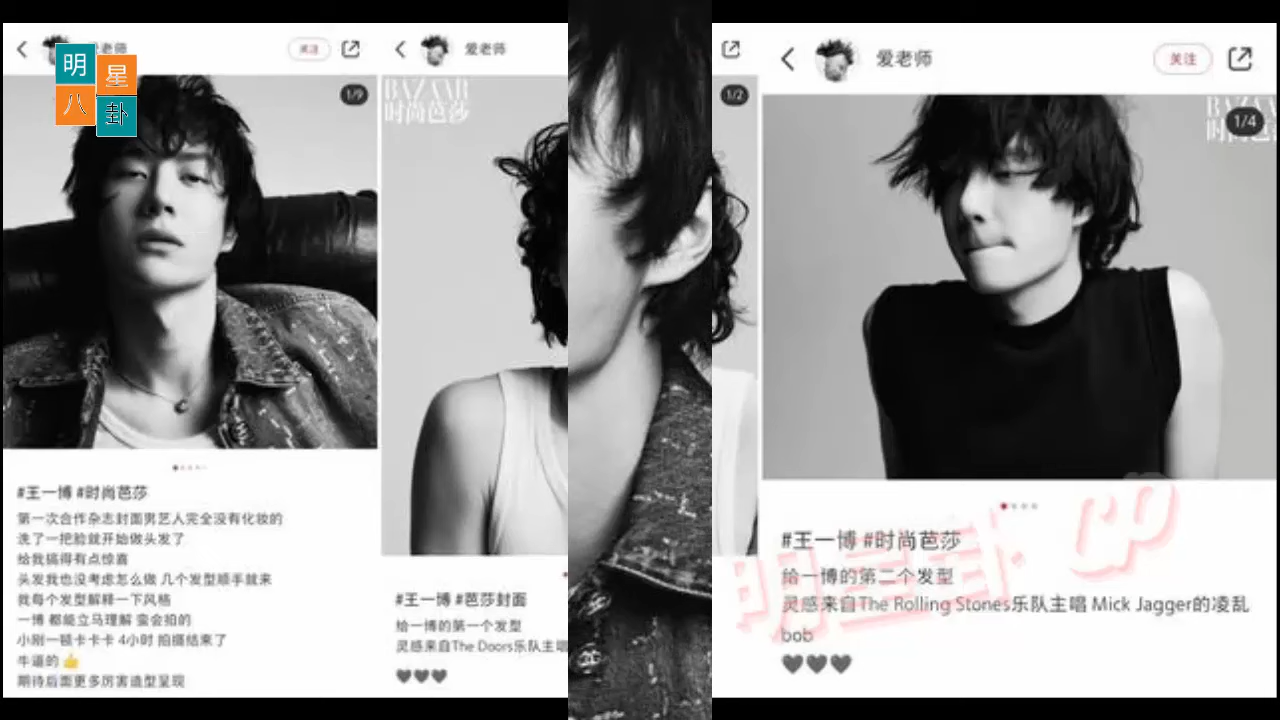 明星
八卦
爱老师
关注
1/9
#王一博 #时尚芭莎
第一次合作杂志封面男艺人完全没有化妆的
洗了一把脸就开始做头发了
给我搞得有点惊喜
头发我也没考虑怎么做 几个发型顺手就来
我每个发型解释一下风格
一博 都能立马理解 蛮会拍的
小刚一顿卡卡卡 4小时 拍摄结束了
牛逼的👍
期待后面更多厉害造型呈现
爱老师
BAZAAR
时尚芭莎
#王一博 #芭莎封面
给一博的第一个发型
灵感来自The Doors乐队主唱
🖤🖤🖤
1/2
爱老师
关注
1/4
#王一博 #时尚芭莎
给一博的第二个发型
灵感来自The Rolling Stones乐队主唱 Mick Jagger的凌乱
bob
🖤🖤🖤